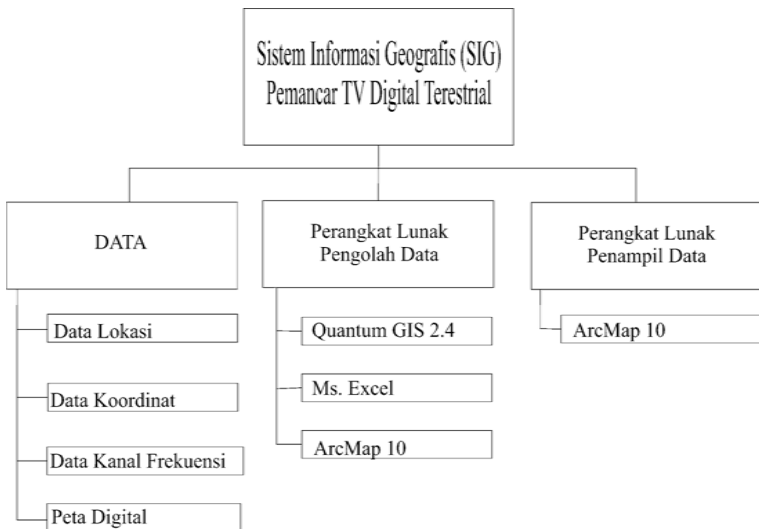 Sistem Informasi Geografis (SIG)
Pemancar TV Digital Terestrial
DATA
Data Lokasi
Data Koordinat
Data Kanal Frekuensi
Peta Digital
Perangkat Lunak
Pengolah Data
Quantum GIS 2.4
Ms. Excel
ArcMap 10
Perangkat Lunak
Penampil Data
ArcMap 10